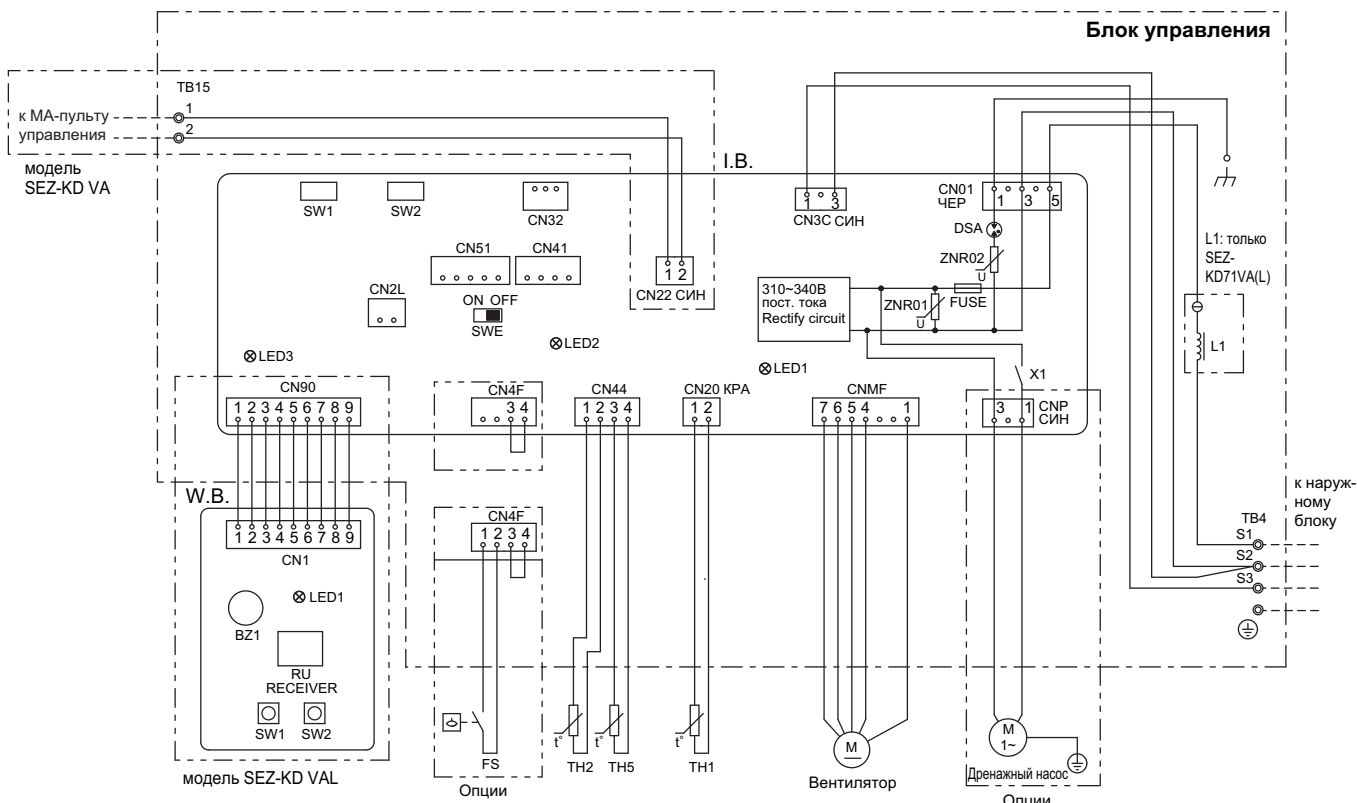 Блок управления
TB15
1
к МА-пульту
2
управления
модель
SEZ-KD VA
I.B.
SW1
SW2
CN32
1 3
CN3C СИН
CN01
ЧЕР
1 3 5
DSA
ZNR02
U
L1: только
SEZ-
KD71VA(L)
CN51
CN41
1 2
CN22 СИН
CN2L
ON OFF
SWE
310~340В
пост. тока
Rectify circuit
ZNR01
U
FUSE
L1
LED3
LED2
LED1
X1
CN90
1 2 3 4 5 6 7 8 9
CN4F
3 4
CN44
1 2 3 4
CN20 КРА
1 2
CNMF
7 6 5 4 1
3 1
CNP
СИН
W.B.
1 2 3 4 5 6 7 8 9
CN1
CN4F
1 2 3 4
к наруж-
ному
блоку
TB4
S1
S2
S3
LED1
BZ1
RU
RECEIVER
SW1
SW2
модель SEZ-KD VAL
FS
Опции
t°
TH2
t°
TH5
t°
TH1
M
Вентилятор
M
1~
Дренажный насос
Опции